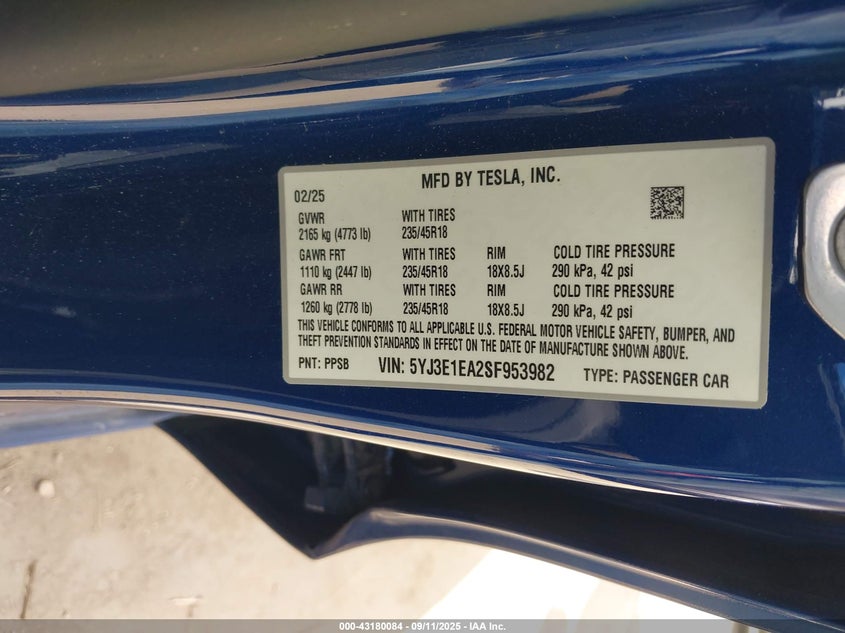 MFD BY TESLA, INC.
02/25
GVWR WITH TIRES
2165 kg (4773 lb) 235/45R18
GAWR FRT WITH TIRES RIM COLD TIRE PRESSURE
1110 kg (2447 lb) 235/45R18 18X8.5J 290 kPa, 42 psi
GAWR RR WITH TIRES RIM COLD TIRE PRESSURE
1260 kg (2778 lb) 235/45R18 18X8.5J 290 kPa, 42 psi
THIS VEHICLE CONFORMS TO ALL APPLICABLE U.S. FEDERAL MOTOR VEHICLE SAFETY, BUMPER, AND
THEFT PREVENTION STANDARDS IN EFFECT ON THE DATE OF MANUFACTURE SHOWN ABOVE.
PNT: PPSB VIN: 5YJ3E1EA2SF953982 TYPE: PASSENGER CAR
000-43180084 - 09/11/2025 - IAA Inc.